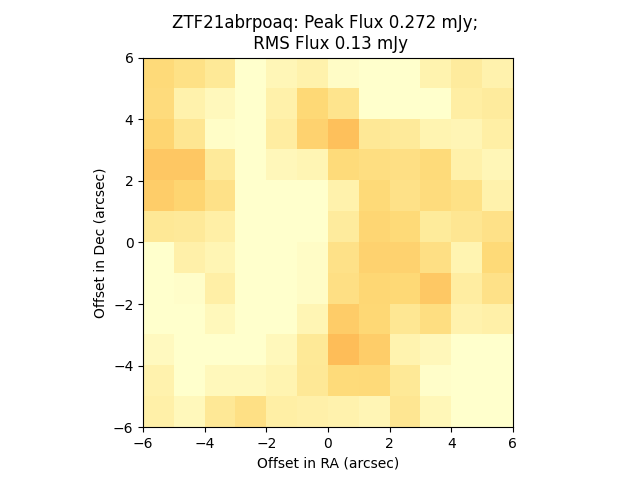 ZTF21abrpoaq: Peak Flux 0.272 mJy;
RMS Flux 0.13 mJy
6
4
2
0
−2
−4
−6
Offset in Dec (arcsec)
−6 −4 −2 0 2 4 6
Offset in RA (arcsec)